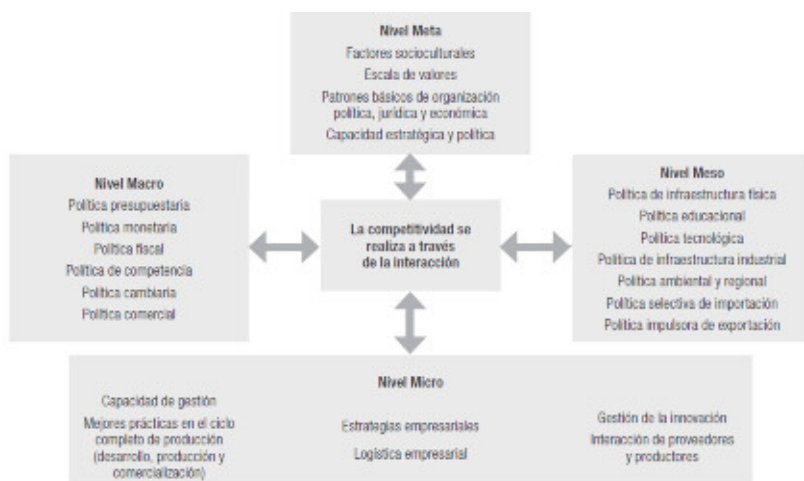 Nivel Meta
Factores socioculturales
Escala de valores
Patrones básicos de organización
política, jurídica y económica
Capacidad estratégica y política
Nivel Macro
Política presupuestaria
Política monetaria
Política fiscal
Política de competencia
Política cambiaria
Política comercial
La competitividad se
realiza a través
de la interacción
Nivel Meso
Política de infraestructura física
Política educacional
Política tecnológica
Política de infraestructura industrial
Política ambiental y regional
Política selectiva de importación
Política impulsora de exportación
Nivel Micro
Capacidad de gestión
Mejores prácticas en el ciclo
completo de producción
(desarrollo, producción y
comercialización)
Estrategias empresariales
Logística empresarial
Gestión de la innovación
Interacción de proveedores
y productores